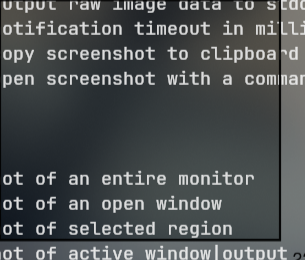 utput raw image data to stdo
otification timeout in milli
opy screenshot to clipboard
pen screenshot with a comman
ot of an entire monitor
ot of an open window
ot of selected region
ot of active window|output